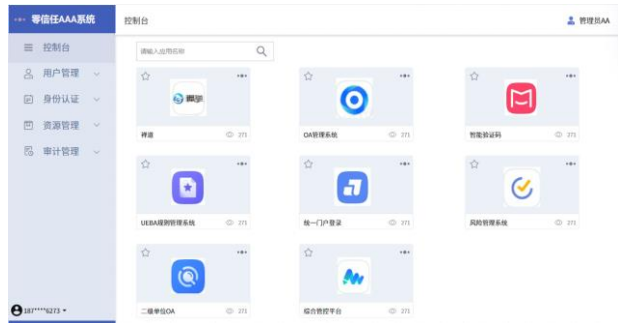 零信任AAA系统
控制台
管理员AA
控制台
用户管理
身份认证
资源管理
审计管理
187****6273
请输入应用名称
禅道
禅道 271
OA管理系统 271
智能验证码 271
UEBA规则管理系统 271
统一门户登录 271
风险管理系统 271
二级单位OA 271
综合管控平台 271